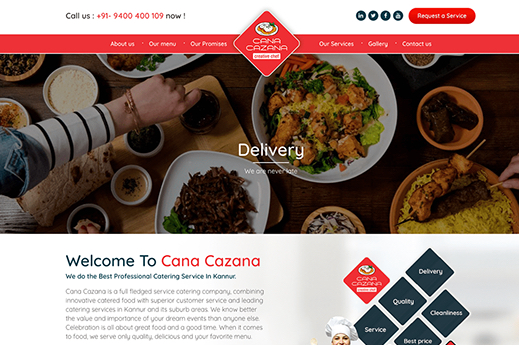 Call us : +91- 9400 400 109 now !
Request a Service
About us
Our menu
Our Promises
CANA CAZANA
creative chef
Our Services
Gallery
Contact us
Delivery
We are never late
Welcome To Cana Cazana
We do the Best Professional Catering Service In Kannur.
Cana Cazana is a full fledged service catering company, combining
innovative catered food with superior customer service and leading
catering services in Kannur and its suburb areas. We know better
the value and importance of your dream events than anyone else.
Celebration is all about great food and a good time. When it comes
to food, we serve only quality, delicious and your favorite menu.
CANA CAZANA
creative chef
Delivery
Quality
Cleanliness
Service
Best price